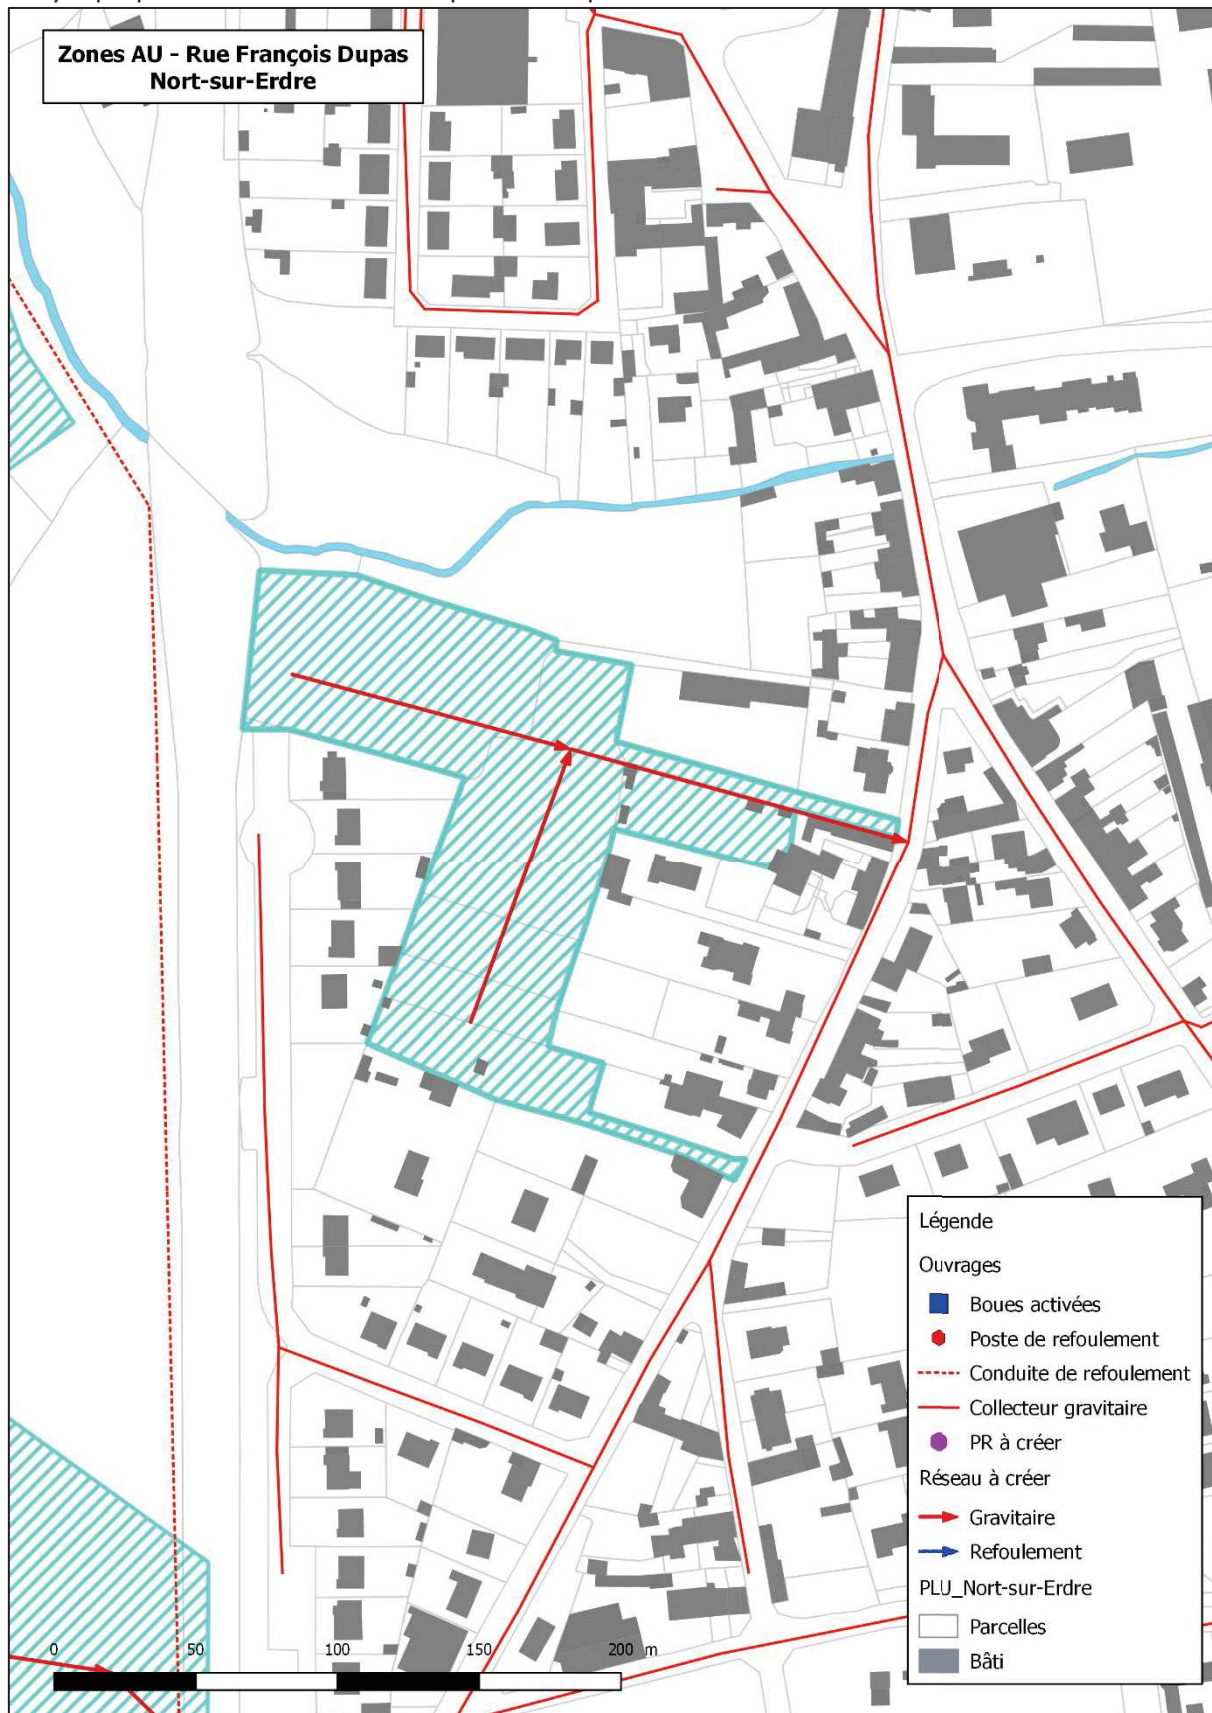 Zones AU - Rue François Dupas
Nort-sur-Erdre
Légende
Ouvrages
Boues activées
Poste de refoulement
Conduite de refoulement
Collecteur gravitaire
PR à créer
Réseau à créer
Gravitaire
Refoulement
PLU_Nort-sur-Erdre
Parcelles
Bâti
0 50 100 150 200 m